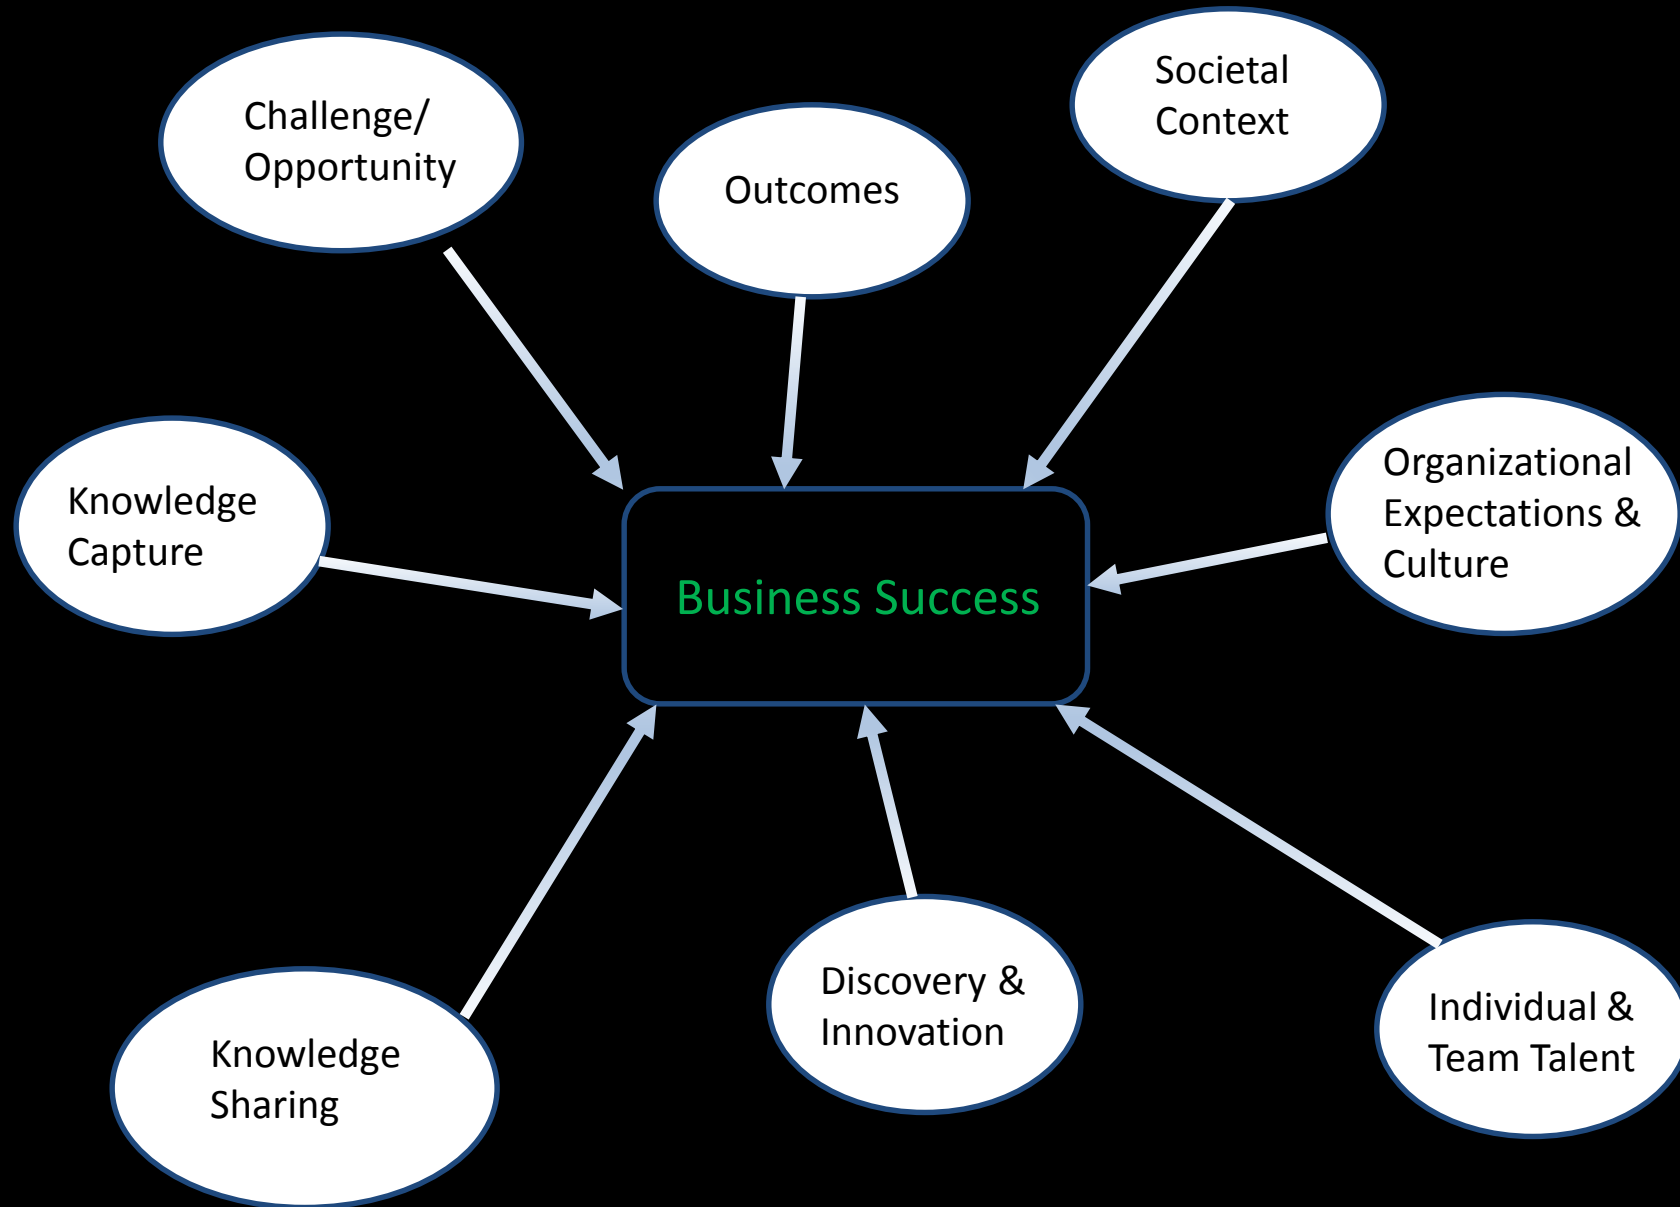 Challenge/
Opportunity
Outcomes
Societal
Context
Knowledge
Capture
Organizational
Expectations &
Culture
Business Success
Knowledge
Sharing
Discovery &
Innovation
Individual &
Team Talent